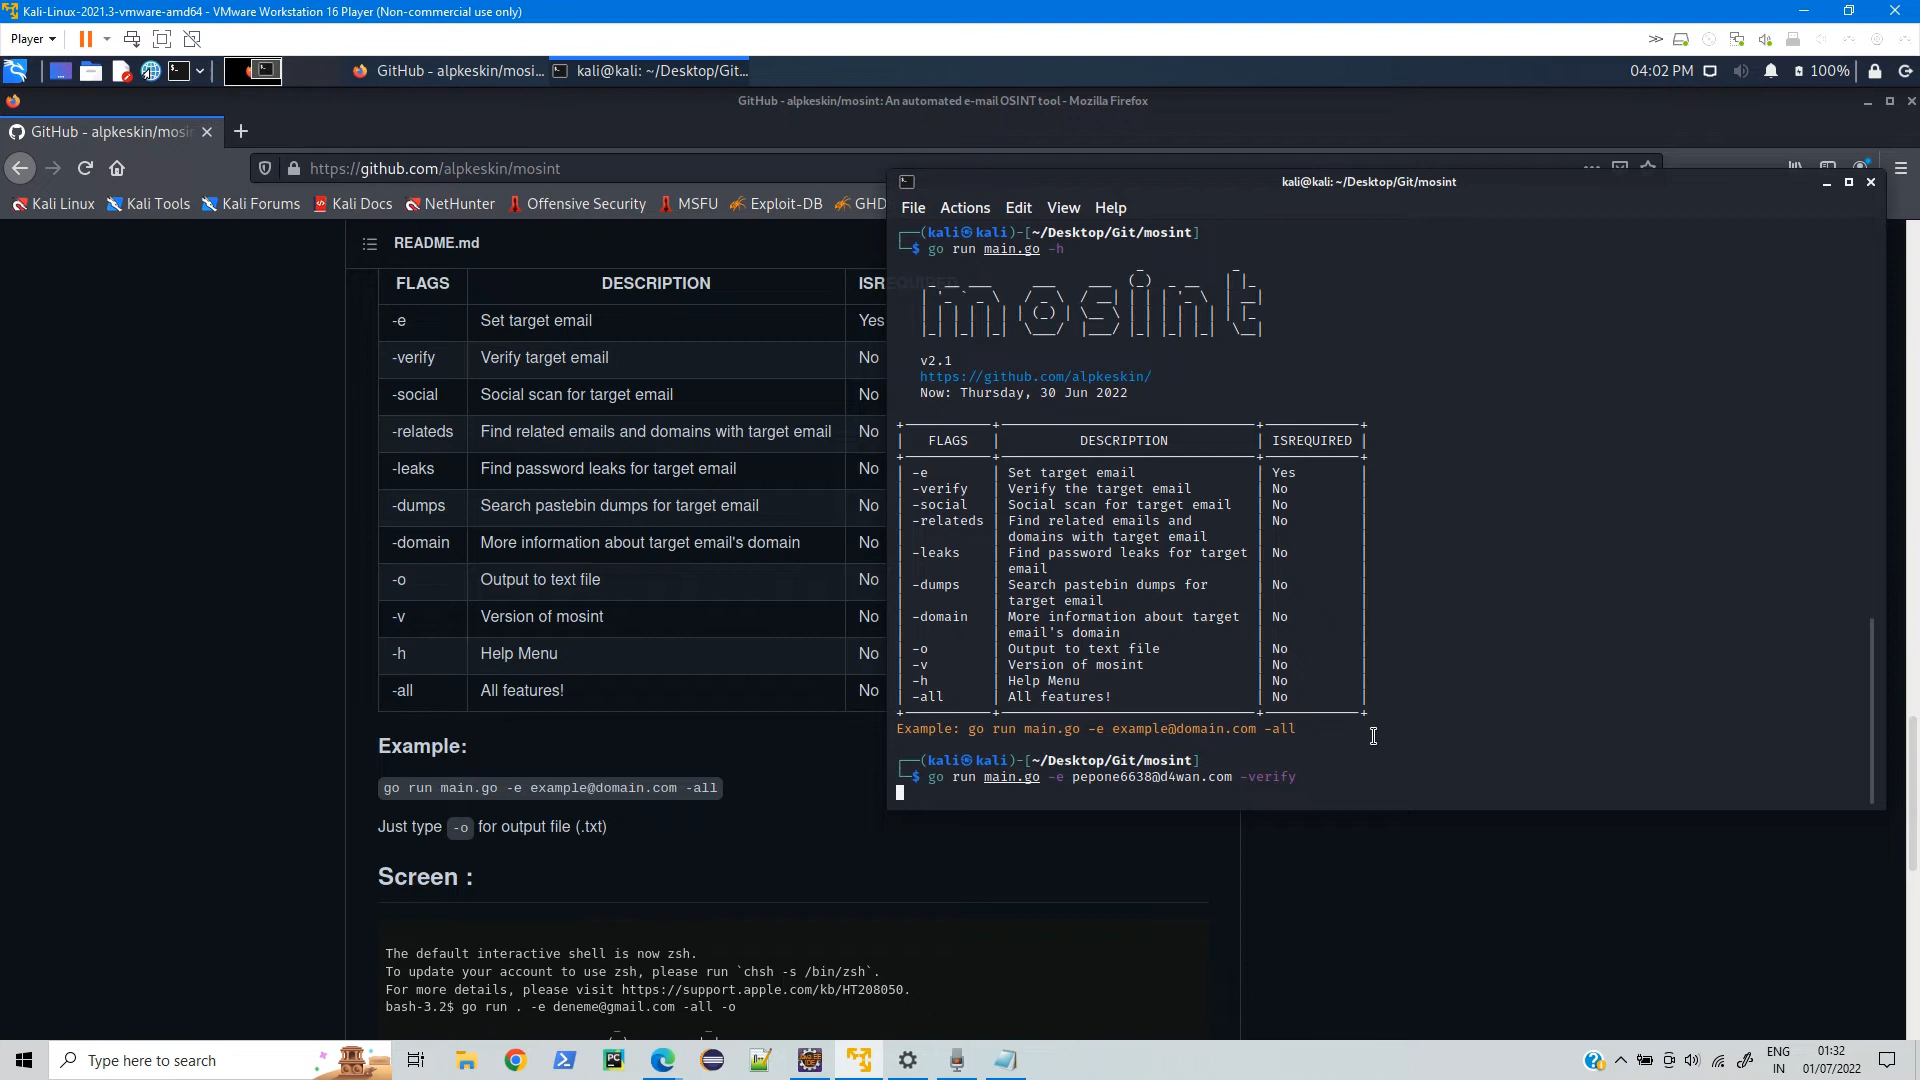 Kali-Linux-2021.3-vmware-amd64 - VMware Workstation 16 Player (Non-commercial use only)
Player
GitHub - alpkeskin/mosi...
kali@kali: ~/Desktop/Git...
04:02 PM
100%
GitHub - alpkeskin/mosint: An automated e-mail OSINT tool - Mozilla Firefox
GitHub - alpkeskin/mosin
https://github.com/alpkeskin/mosint
Kali Linux
Kali Tools
Kali Forums
Kali Docs
NetHunter
Offensive Security
MSFU
Exploit-DB
GHD
README.md
FLAGS DESCRIPTION ISREQUIRED
-e Set target email Yes
-verify Verify target email No
-social Social scan for target email No
-relateds Find related emails and domains with target email No
-leaks Find password leaks for target email No
-dumps Search pastebin dumps for target email No
-domain More information about target email's domain No
-o Output to text file No
-v Version of mosint No
-h Help Menu No
-all All features! No
Example:
go run main.go -e example@domain.com -all
Just type -o for output file (.txt)
Screen :
The default interactive shell is now zsh.
To update your account to use zsh, please run `chsh -s /bin/zsh`.
For more details, please visit https://support.apple.com/kb/HT208050.
bash-3.2$ go run . -e deneme@gmail.com -all -o
kali@kali: ~/Desktop/Git/mosint
File Actions Edit View Help
(kali㉿kali)-[~/Desktop/Git/mosint]
$ go run main.go -h
mosint
v2.1
https://github.com/alpkeskin/
Now: Thursday, 30 Jun 2022
FLAGS DESCRIPTION ISREQUIRED
-e Set target email Yes
-verify Verify the target email No
-social Social scan for target email No
-relateds Find related emails and No
domains with target email
-leaks Find password leaks for target No
email
-dumps Search pastebin dumps for No
target email
-domain More information about target No
email's domain
-o Output to text file No
-v Version of mosint No
-h Help Menu No
-all All features! No
Example: go run main.go -e example@domain.com -all
(kali㉿kali)-[~/Desktop/Git/mosint]
$ go run main.go -e pepone6638@d4wan.com -verify
Type here to search
ENG
IN
01:32
01/07/2022